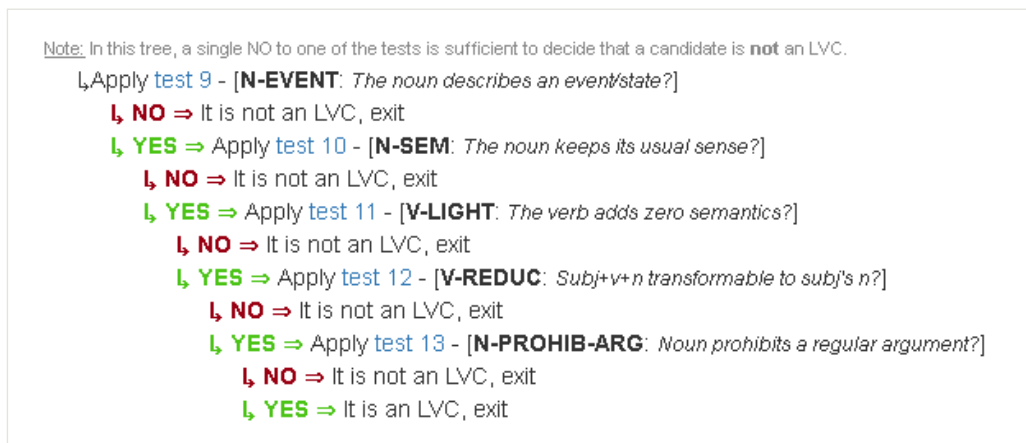 Note: In this tree, a single NO to one of the tests is sufficient to decide that a candidate is not an LVC.
↳Apply test 9 - [N-EVENT: The noun describes an event/state?]
↳ NO ⇒ It is not an LVC, exit
↳ YES ⇒ Apply test 10 - [N-SEM: The noun keeps its usual sense?]
↳ NO ⇒ It is not an LVC, exit
↳ YES ⇒ Apply test 11 - [V-LIGHT: The verb adds zero semantics?]
↳ NO ⇒ It is not an LVC, exit
↳ YES ⇒ Apply test 12 - [V-REDUC: Subj+v+n transformable to subj's n?]
↳ NO ⇒ It is not an LVC, exit
↳ YES ⇒ Apply test 13 - [N-PROHIB-ARG: Noun prohibits a regular argument?]
↳ NO ⇒ It is not an LVC, exit
↳ YES ⇒ It is an LVC, exit